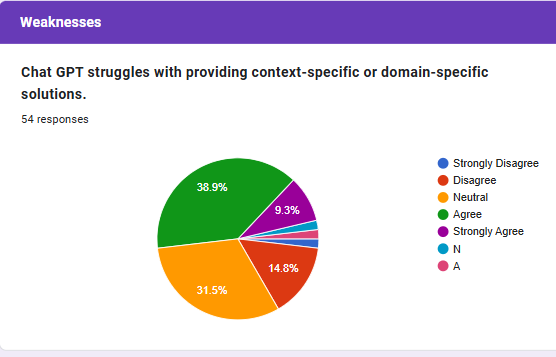 Weaknesses
Chat GPT struggles with providing context-specific or domain-specific
solutions.
54 responses
38.9%
9.3%
14.8%
31.5%
Strongly Disagree
Disagree
Neutral
Agree
Strongly Agree
N
A